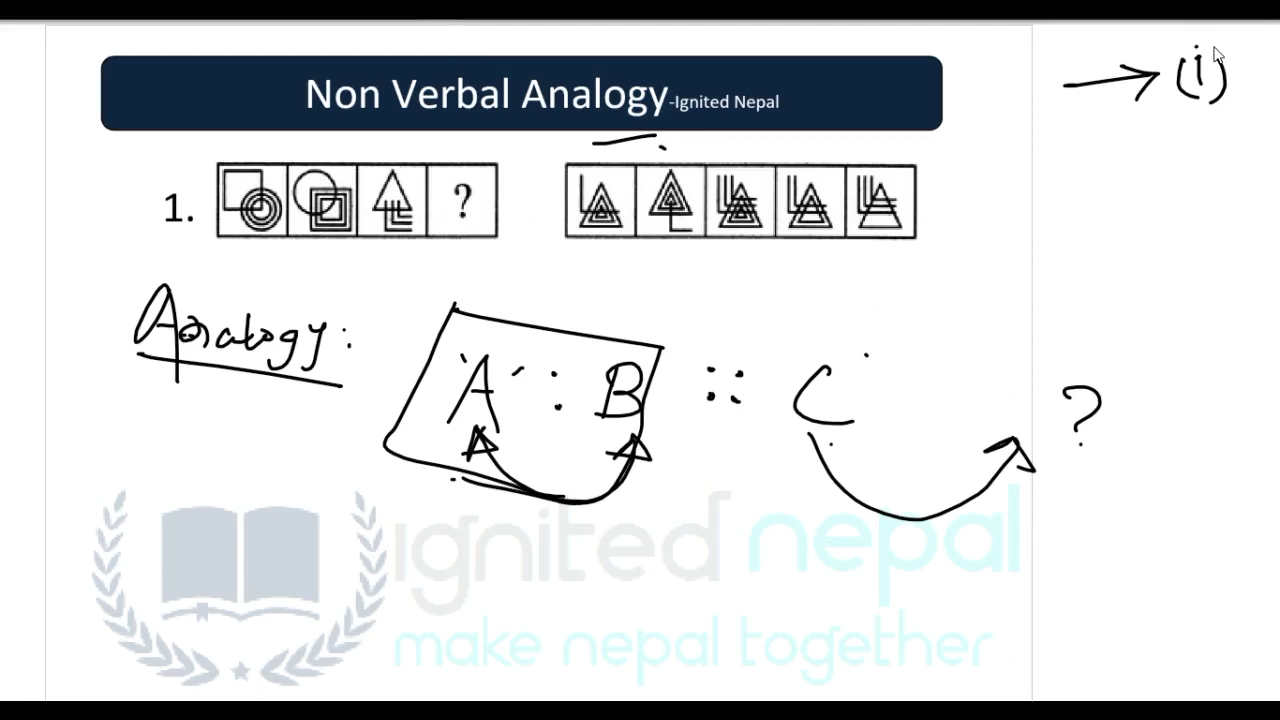 Non Verbal Analogy-Ignited Nepal
(i)
1.
?
Analogy:
A : B :: C ?
ignited nepal
make nepal together